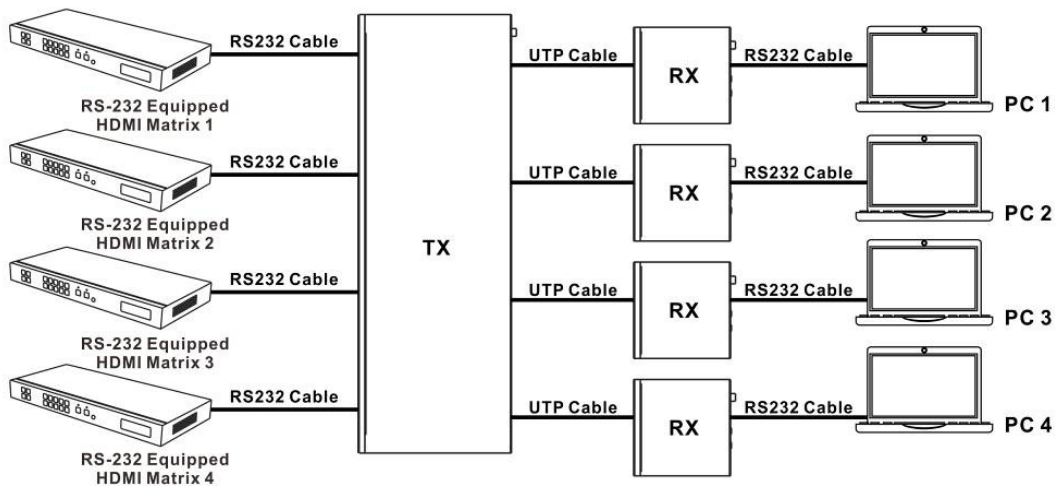 RS232 Cable
UTP Cable
RX
RS232 Cable
RS-232 Equipped
HDMI Matrix 1
PC 1
RS232 Cable
UTP Cable
RX
RS232 Cable
RS-232 Equipped
HDMI Matrix 2
PC 2
TX
RS232 Cable
UTP Cable
RX
RS232 Cable
RS-232 Equipped
HDMI Matrix 3
PC 3
RS232 Cable
UTP Cable
RX
RS232 Cable
RS-232 Equipped
HDMI Matrix 4
PC 4